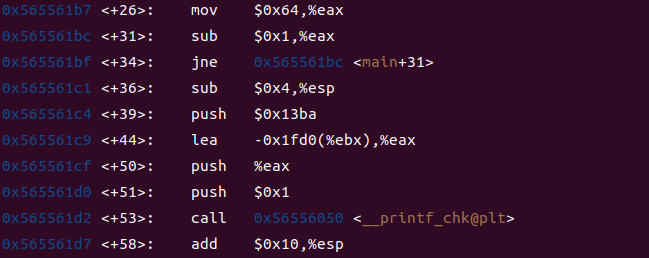 0x565561b7 <+26>: mov $0x64,%eax
0x565561bc <+31>: sub $0x1,%eax
0x565561bf <+34>: jne 0x565561bc <main+31>
0x565561c1 <+36>: sub $0x4,%esp
0x565561c4 <+39>: push $0x13ba
0x565561c9 <+44>: lea -0x1fd0(%ebx),%eax
0x565561cf <+50>: push %eax
0x565561d0 <+51>: push $0x1
0x565561d2 <+53>: call 0x56556050 <__printf_chk@plt>
0x565561d7 <+58>: add $0x10,%esp